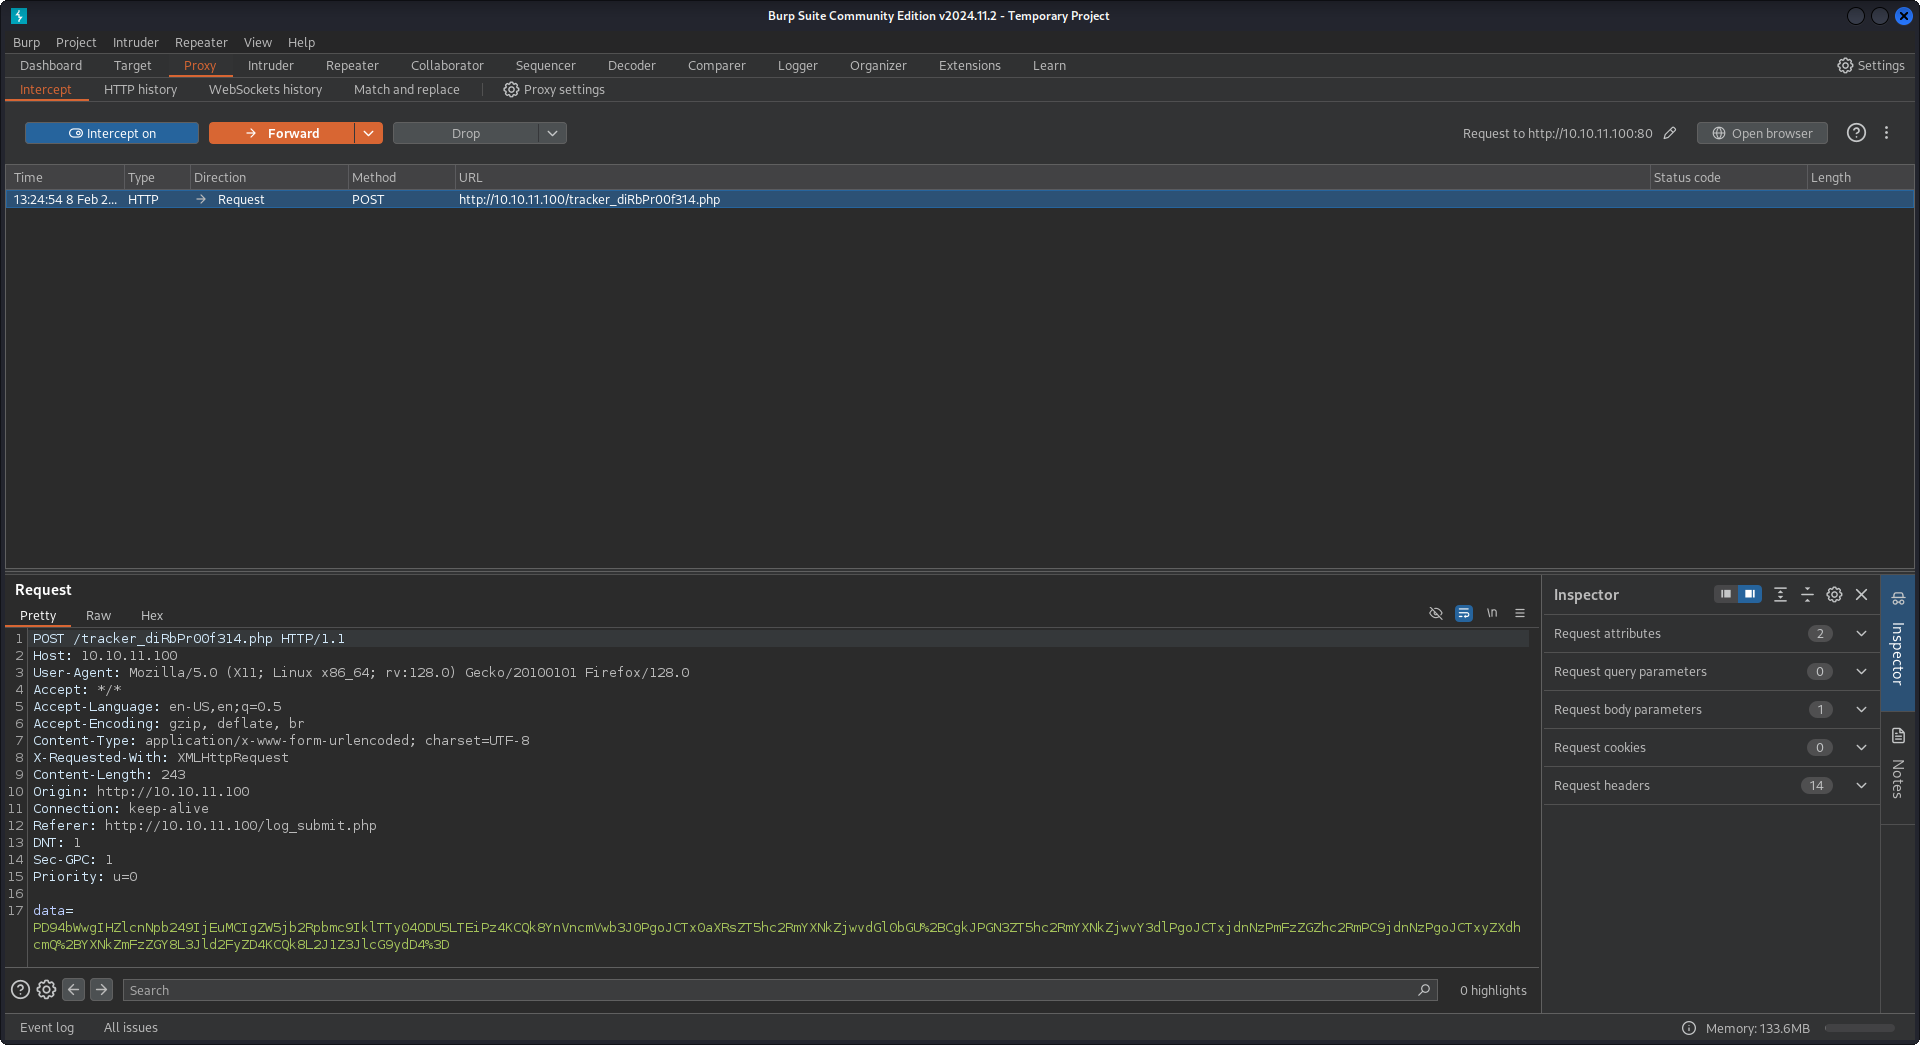 Burp Suite Community Edition v2024.11.2 - Temporary Project
Burp Project Intruder Repeater View Help
Dashboard Target Proxy Intruder Repeater Collaborator Sequencer Decoder Comparer Logger Organizer Extensions Learn Settings
Intercept HTTP history WebSockets history Match and replace Proxy settings
Intercept on Forward Drop Request to http://10.10.11.100:80 Open browser
Time Type Direction Method URL Status code Length
13:24:54 8 Feb 2... HTTP → Request POST http://10.10.11.100/tracker_diRbPr00f314.php
Request
Pretty Raw Hex \n
1 POST /tracker_diRbPr00f314.php HTTP/1.1
2 Host: 10.10.11.100
3 User-Agent: Mozilla/5.0 (X11; Linux x86_64; rv:128.0) Gecko/20100101 Firefox/128.0
4 Accept: */*
5 Accept-Language: en-US,en;q=0.5
6 Accept-Encoding: gzip, deflate, br
7 Content-Type: application/x-www-form-urlencoded; charset=UTF-8
8 X-Requested-With: XMLHttpRequest
9 Content-Length: 243
10 Origin: http://10.10.11.100
11 Connection: keep-alive
12 Referer: http://10.10.11.100/log_submit.php
13 DNT: 1
14 Sec-GPC: 1
15 Priority: u=0
16
17 data=
PD94bWwgIHZlcnNpb249IjEuMCIgZW5jb2Rpbmc9IklTTy04ODU5LTEiPz4KCQk8YnVncmVwb3J0PgoJCTx0aXRsZT5hc2RmYXNkZjwvdGl0bGU%2BCgkJPGN3ZT5hc2RmYXNkZjwvY3dlPgoJCTxjdnNzPmFzZGZhc2RmPC9jdnNzPgoJCTxyZXdh
cmQ%2BYXNkZmFzZGY8L3Jld2FyZD4KCQk8L2J1Z3JlcG9ydD4%3D
Inspector
Request attributes 2
Request query parameters 0
Request body parameters 1
Request cookies 0
Request headers 14
Inspector
Notes
Search 0 highlights
Event log All issues Memory: 133.6MB